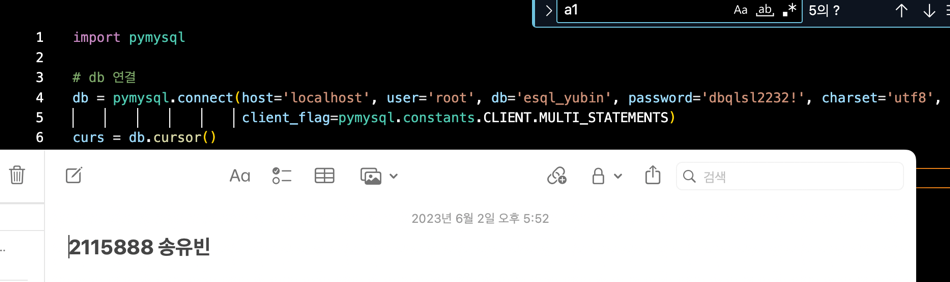 a1 Aa ab .* 5의 ?
1 import pymysql
2
3 # db 연결
4 db = pymysql.connect(host='localhost', user='root', db='esql_yubin', password='dbqlsl2232!', charset='utf8',
5 client_flag=pymysql.constants.CLIENT.MULTI_STATEMENTS)
6 curs = db.cursor()
Aa 검색
2023년 6월 2일 오후 5:52
2115888 송유빈